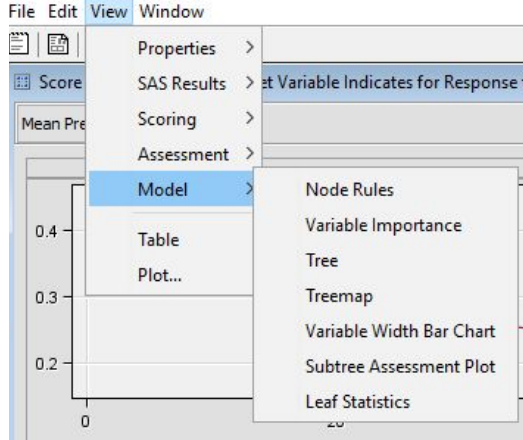 File Edit View Window
Properties
Score
SAS Results
et Variable Indicates for Response
Mean Pre
Scoring
Assessment
Model
Node Rules
Variable Importance
0.4
Table
Tree
Plot...
Treemap
0.3
Variable Width Bar Chart
0.2
Subtree Assessment Plot
Leaf Statistics
0